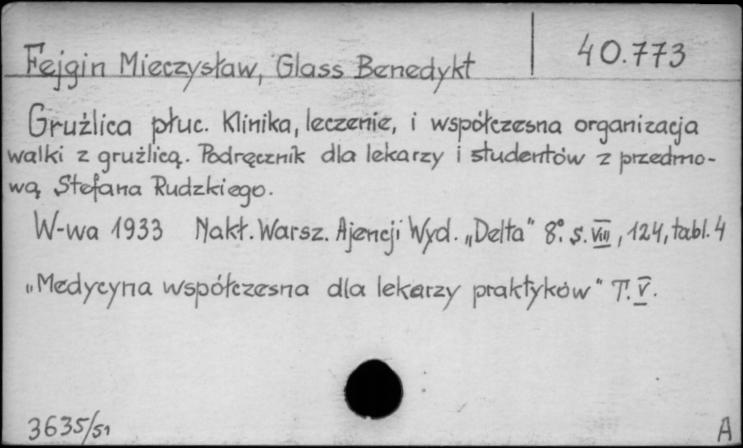 Fejgin Mieczysław, Glass Benedykt
40.773
Gruźlica płuc. Klinika, leczenie, i współczesna organizacja
walki z gruźlicą. Podręcznik dla lekarzy i studentów z przedmo-
wą Stefana Rudzkiego.
W-wa 1933 Nakł. Warsz. Ajencji Wyd. „Delta" 8°. s. VIII, 124, tabl. 4
„Medycyna współczesna dla lekarzy praktyków" T. V.
3635/51
A